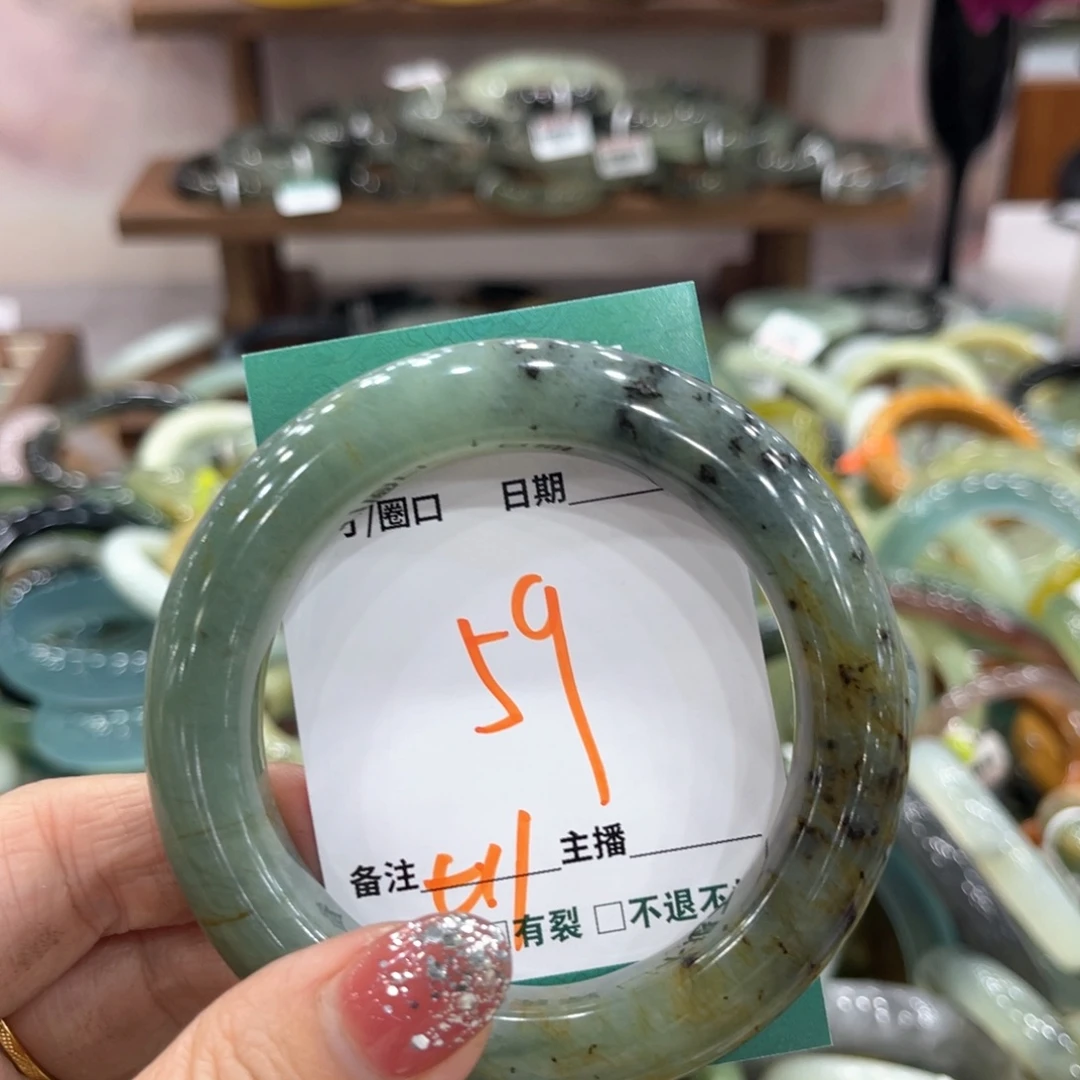 /圈口 日期
59
备注 主播
有裂 □不退不